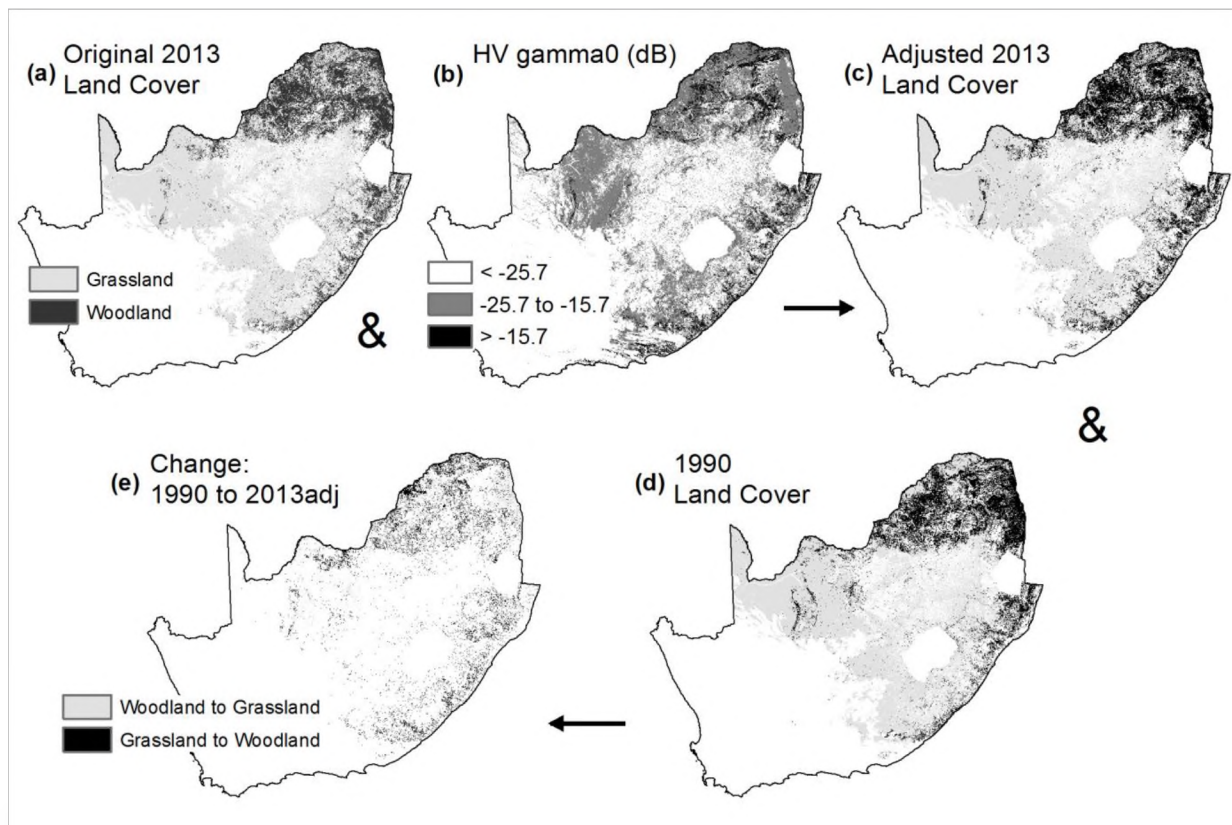 (a) Original 2013
Land Cover
Grassland
Woodland
&
(b) HV gamma0 (dB)
< -25.7
-25.7 to -15.7
> -15.7
(c) Adjusted 2013
Land Cover
&
(d) 1990
Land Cover
(e) Change:
1990 to 2013adj
Woodland to Grassland
Grassland to Woodland